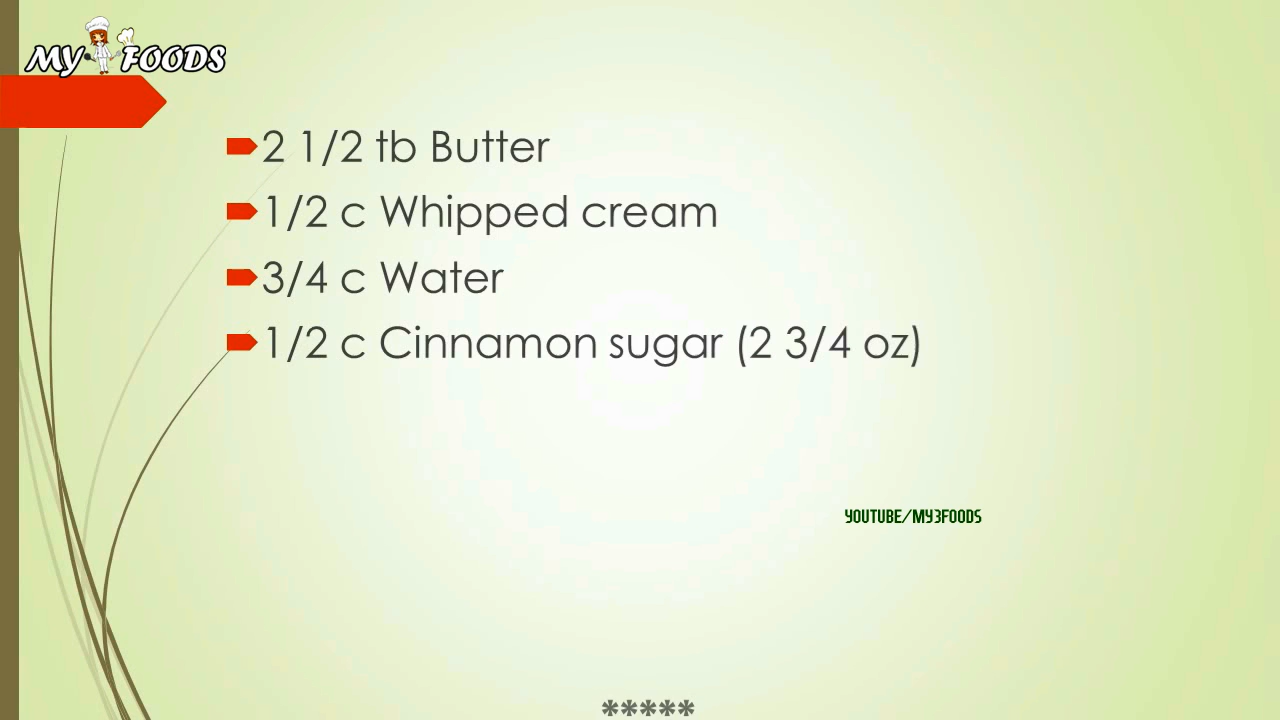 MY FOODS
2 1/2 tb Butter
1/2 c Whipped cream
3/4 c Water
1/2 c Cinnamon sugar (2 3/4 oz)
YOUTUBE/MY3FOODS
*****